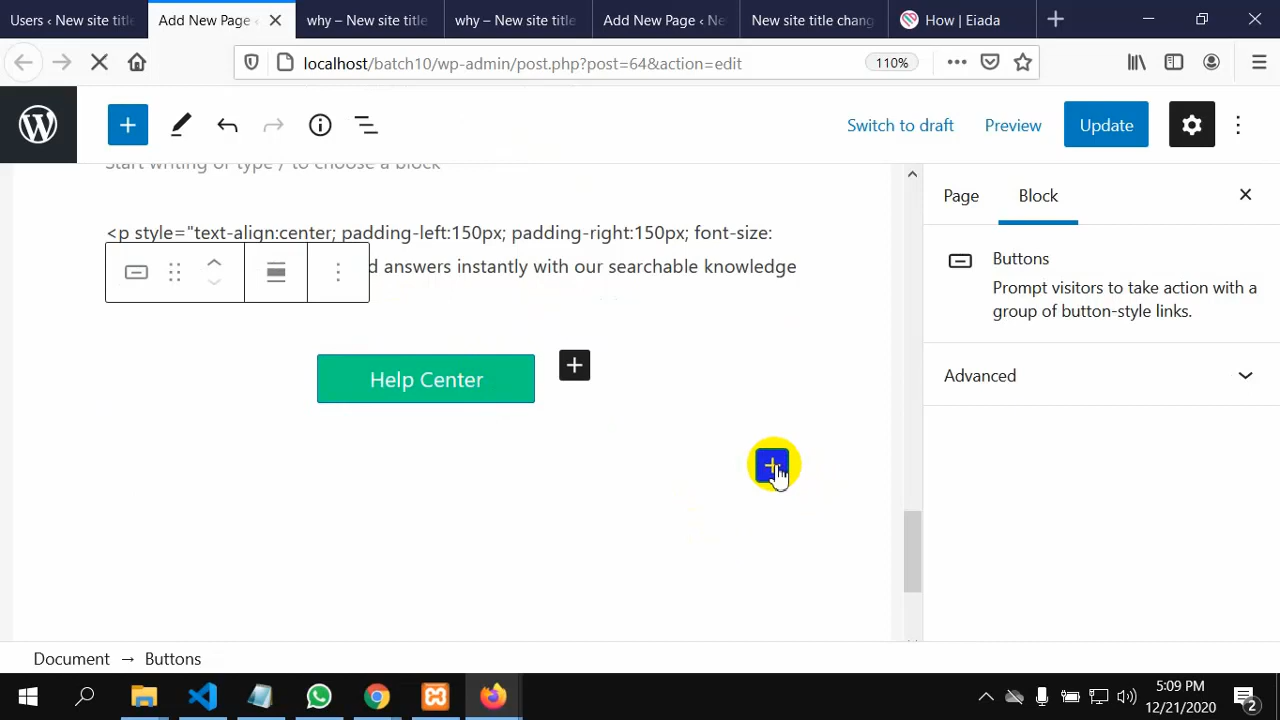 Users ‹ New site titl
Add New Page ‹
why – New site title
why – New site title
Add New Page ‹ Ne
New site title chang
How | Eiada
localhost/batch10/wp-admin/post.php?post=64&action=edit
110%
Switch to draft
Preview
Update
Start writing or type / to choose a block
Page
Block
<p style="text-align:center; padding-left:150px; padding-right:150px; font-size:
d answers instantly with our searchable knowledge
Buttons
Prompt visitors to take action with a
group of button-style links.
Advanced
Help Center
Document → Buttons
5:09 PM
12/21/2020
2